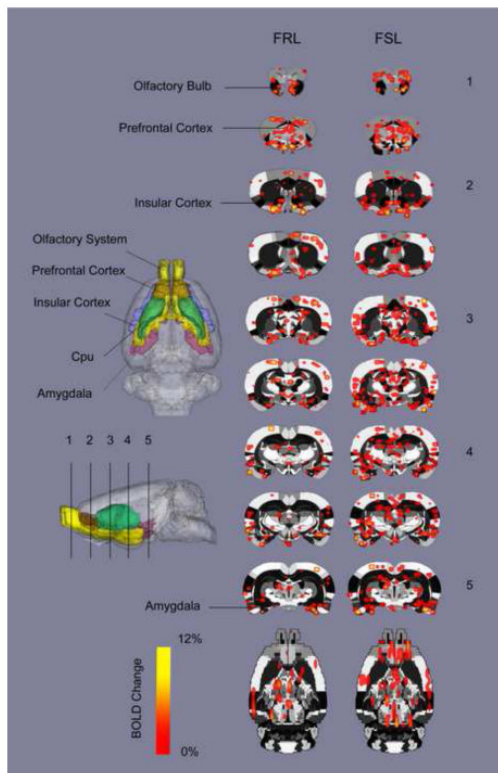 FRL FSL
Olfactory Bulb 1
Prefrontal Cortex
2
Insular Cortex
Olfactory System
Prefrontal Cortex
Insular Cortex 3
Cpu
Amygdala
1 2 3 4 5 4
5
Amygdala
12%
BOLD Change
0%